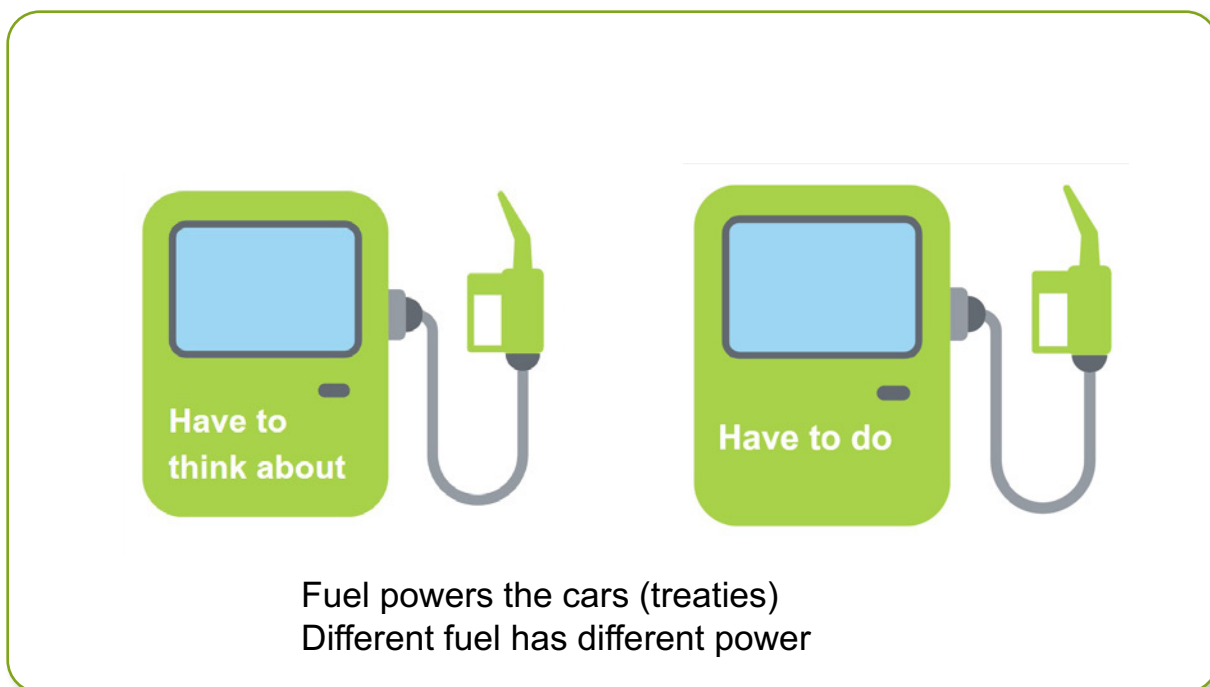 Have to
think about
Have to do
Fuel powers the cars (treaties)
Different fuel has different power